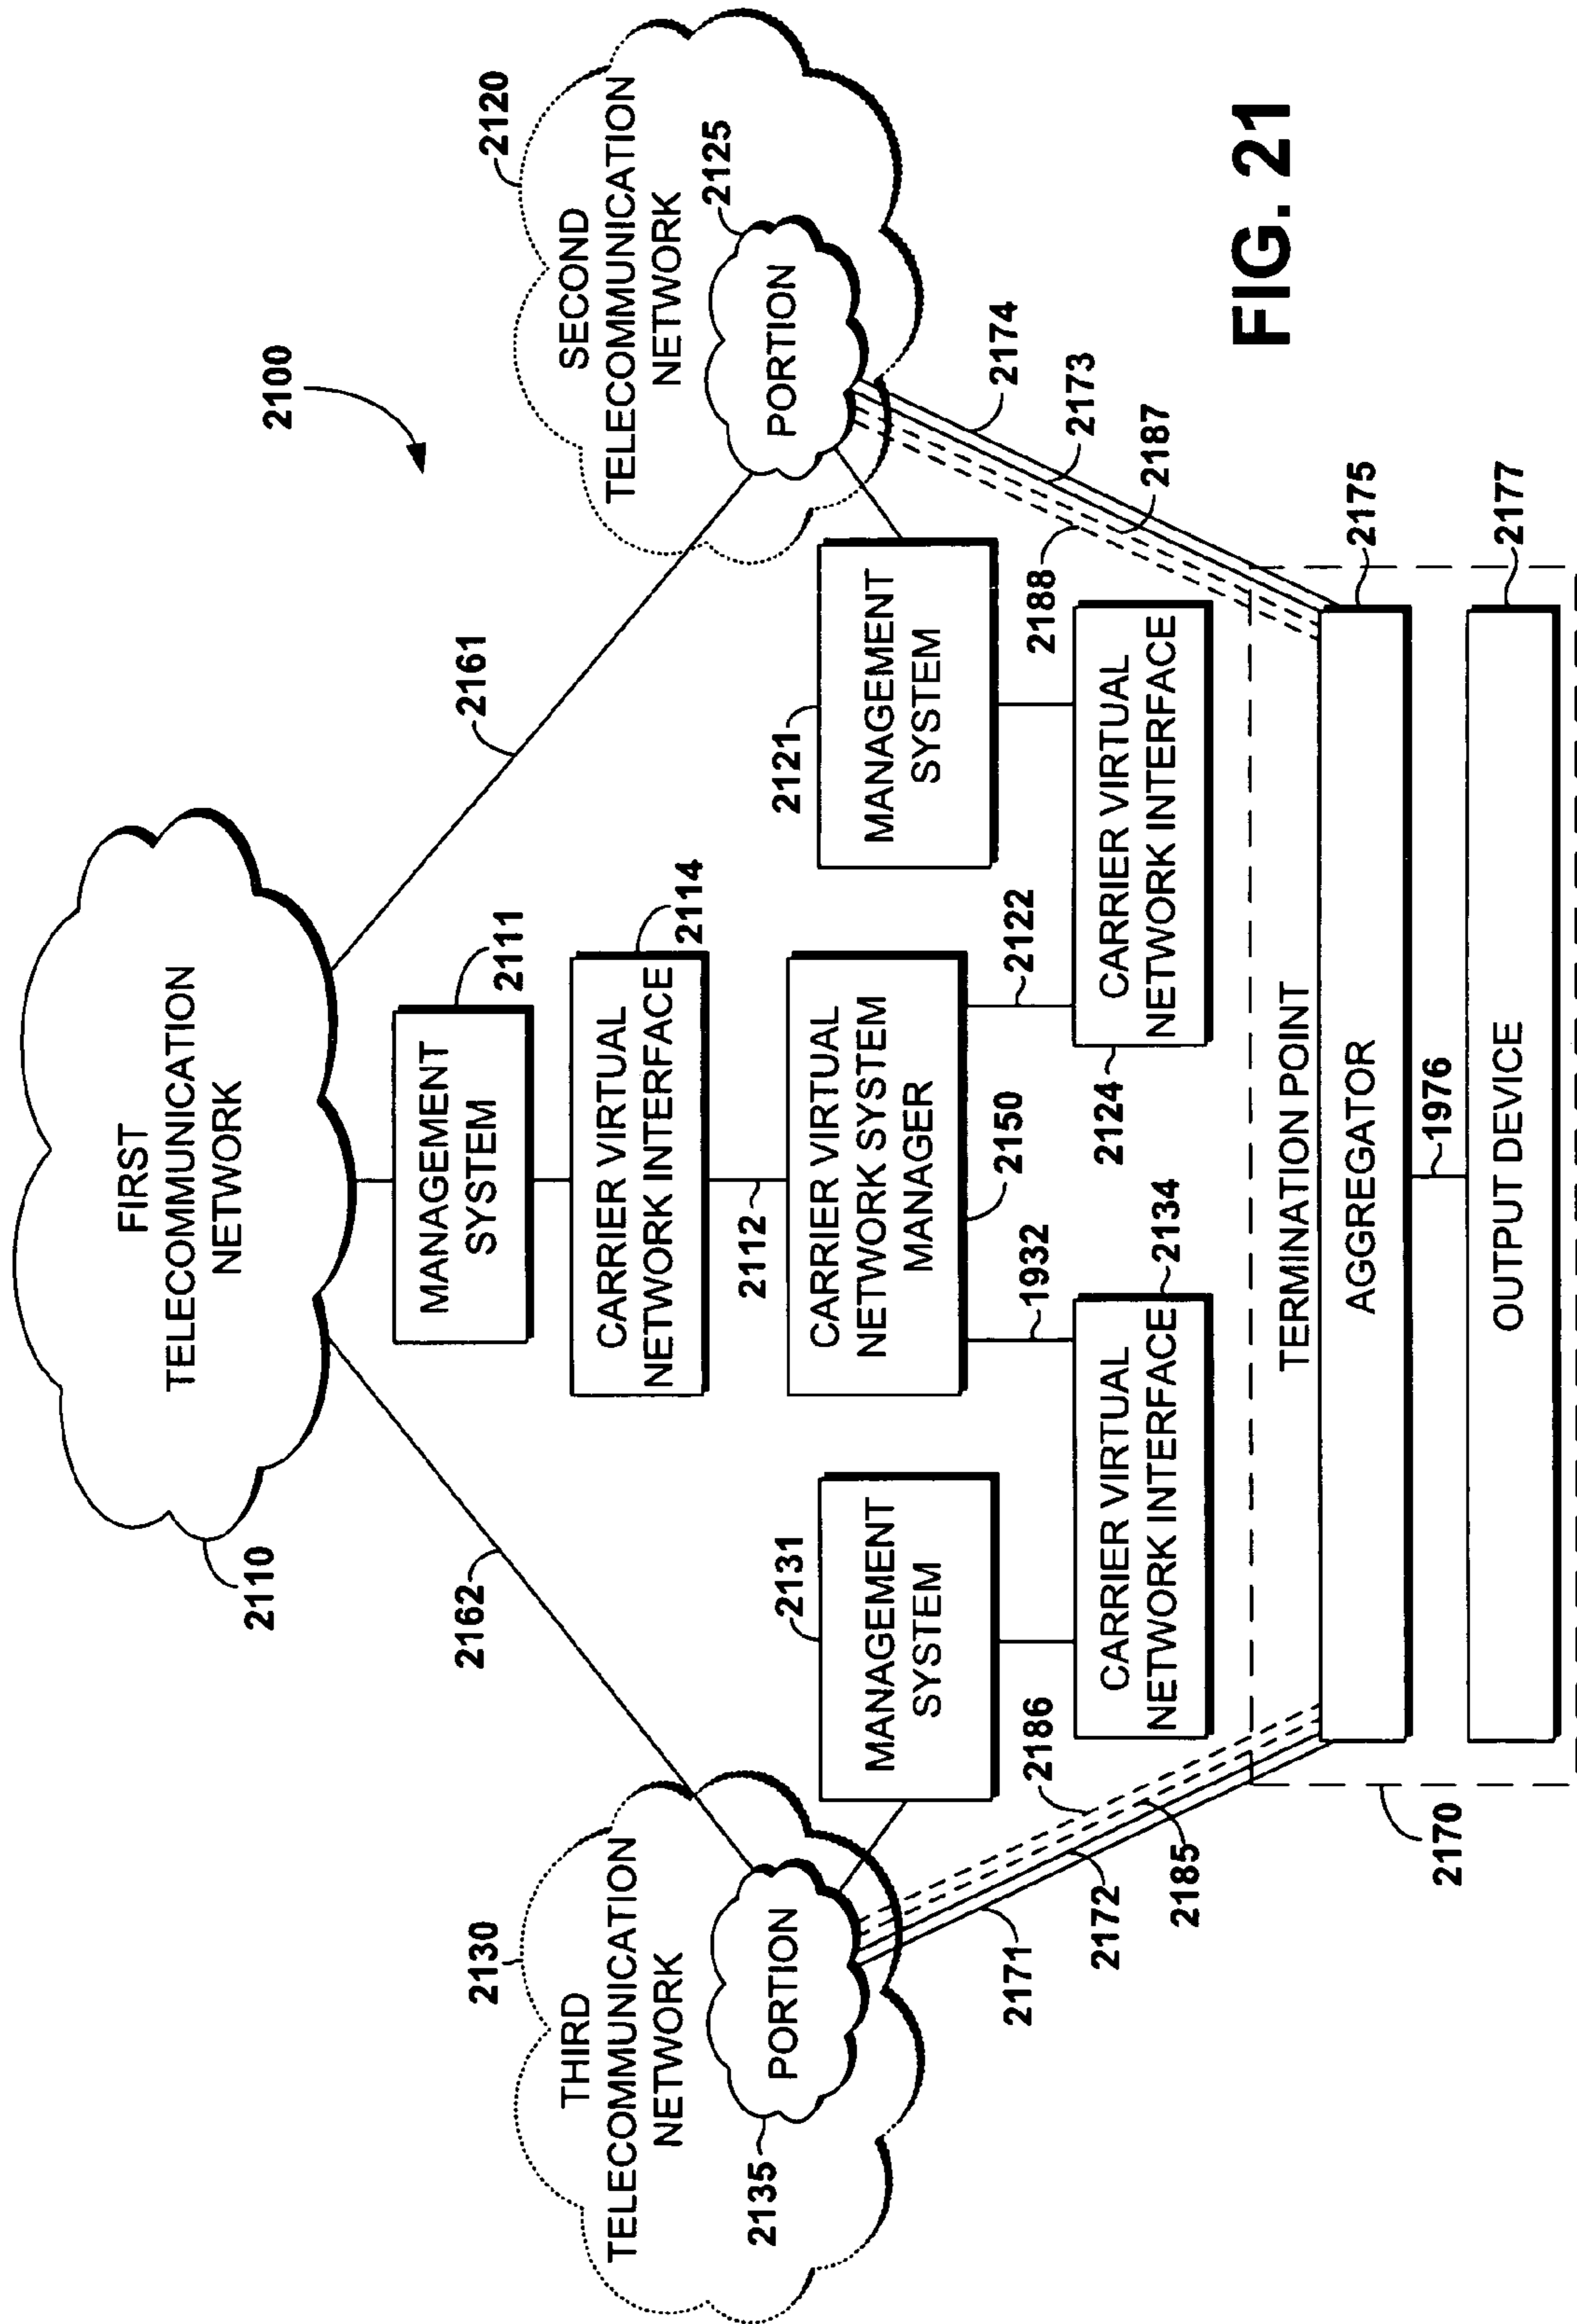 2100
FIRST
TELECOMMUNICATION
NETWORK
2110
2162
2161
2130
THIRD
TELECOMMUNICATION
NETWORK
PORTION
2135
2120
SECOND
TELECOMMUNICATION
NETWORK
2125
PORTION
MANAGEMENT
SYSTEM
2111
CARRIER VIRTUAL
NETWORK INTERFACE
2114
2112
CARRIER VIRTUAL
NETWORK SYSTEM
MANAGER
2150
2131
MANAGEMENT
SYSTEM
2121
MANAGEMENT
SYSTEM
1932
2122
CARRIER VIRTUAL
NETWORK INTERFACE
2134
2124
CARRIER VIRTUAL
NETWORK INTERFACE
2171
2172
2185
2186
2188
2187
2173
2174
2170
TERMINATION POINT
AGGREGATOR
2175
1976
OUTPUT DEVICE
2177
FIG. 21